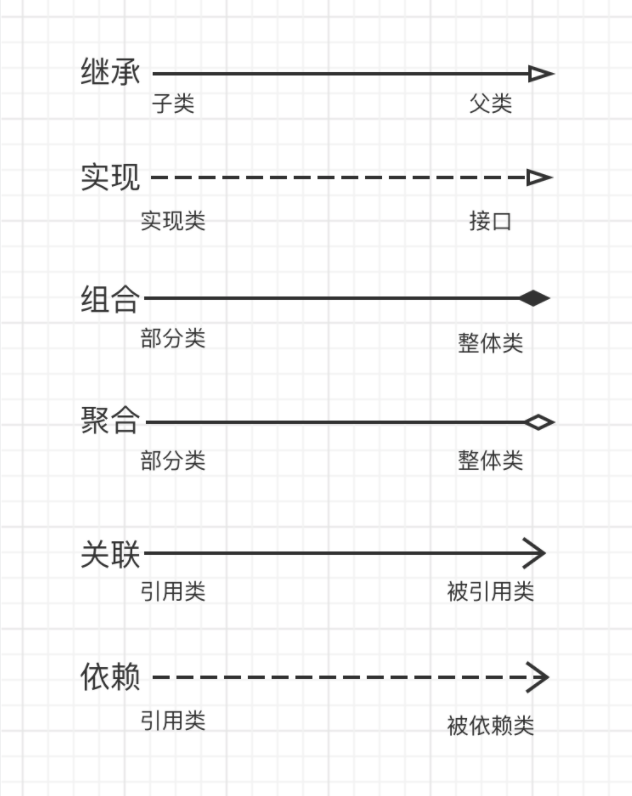 继承
子类 父类
实现
实现类 接口
组合
部分类 整体类
聚合
部分类 整体类
关联
引用类 被引用类
依赖
引用类 被依赖类